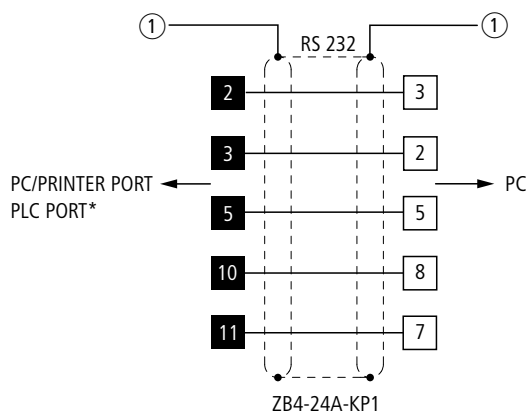 ① ①
RS 232
2 3
3 2
PC/PRINTER PORT PC
PLC PORT*
5 5
10 8
11 7
ZB4-24A-KP1